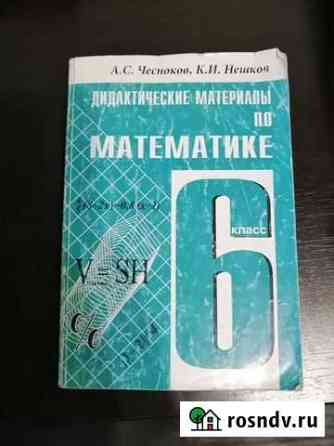 А.С. Чесноков, К.И. Нешков
ДИДАКТИЧЕСКИЕ МАТЕРИАЛЫ
ПО
МАТЕМАТИКЕ
6
класс
V = SH
%
rosndv.ru